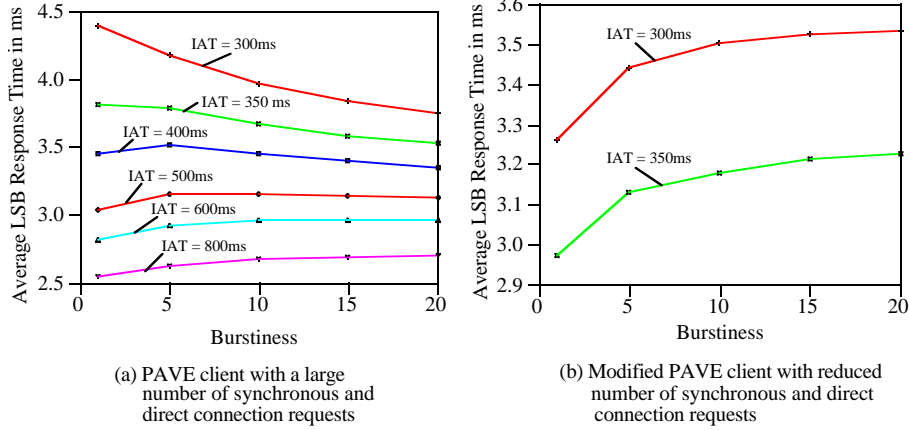 Average LSB Response Time in ms
4.5
4.0
3.5
3.0
2.5
0
5
10
15
20
IAT = 300ms
IAT = 350 ms
IAT = 400ms
IAT = 500ms
IAT = 600ms
IAT = 800ms
Burstiness
(a) PAVE client with a large
number of synchronous and
direct connection requests
Average LSB Response Time in ms
3.6
3.5
3.4
3.3
3.2
3.1
3.0
2.9
0
5
10
15
20
IAT = 300ms
IAT = 350ms
Burstiness
(b) Modified PAVE client with reduced
number of synchronous and direct
connection requests